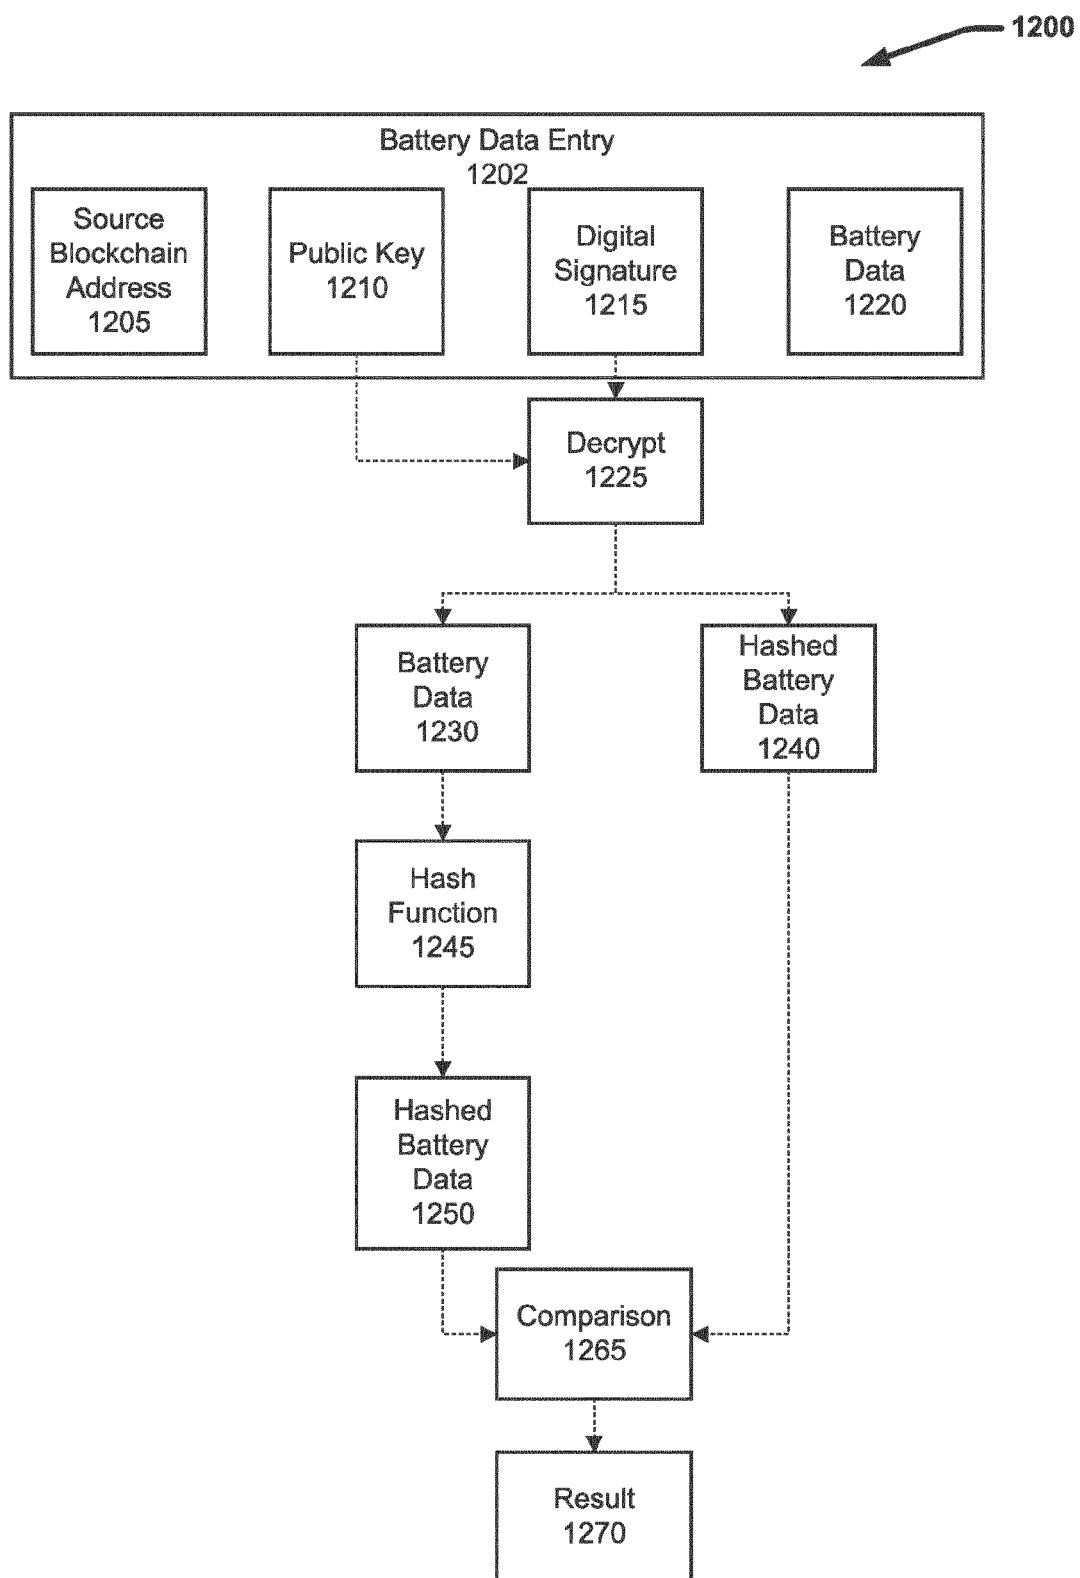 1200
Battery Data Entry
1202
Source
Blockchain
Address
1205
Public Key
1210
Digital
Signature
1215
Battery
Data
1220
Decrypt
1225
Battery
Data
1230
Hashed
Battery
Data
1240
Hash
Function
1245
Hashed
Battery
Data
1250
Comparison
1265
Result
1270